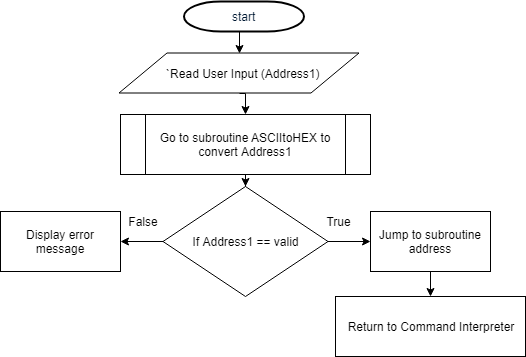 start
`Read User Input (Address1)
Go to subroutine ASCIItoHEX to
convert Address1
False
True
Display error
message
If Address1 == valid
Jump to subroutine
address
Return to Command Interpreter